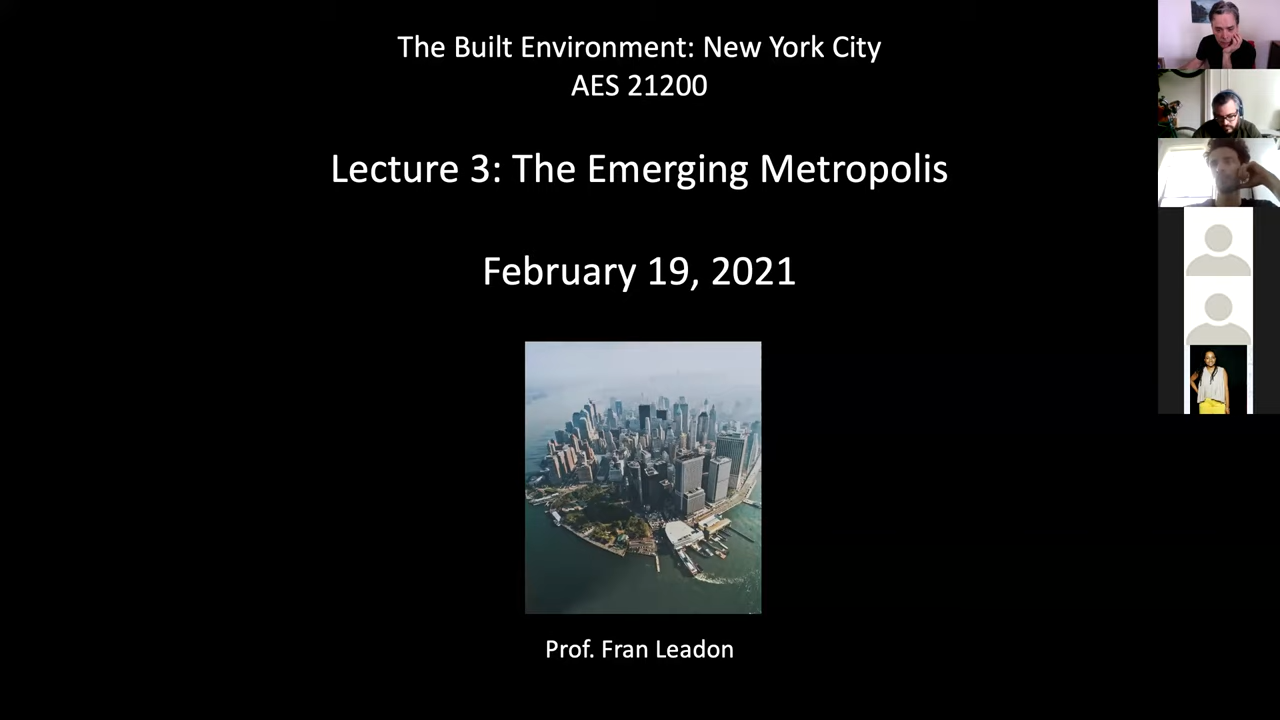 The Built Environment: New York City
AES 21200
Lecture 3: The Emerging Metropolis
February 19, 2021
Prof. Fran Leadon